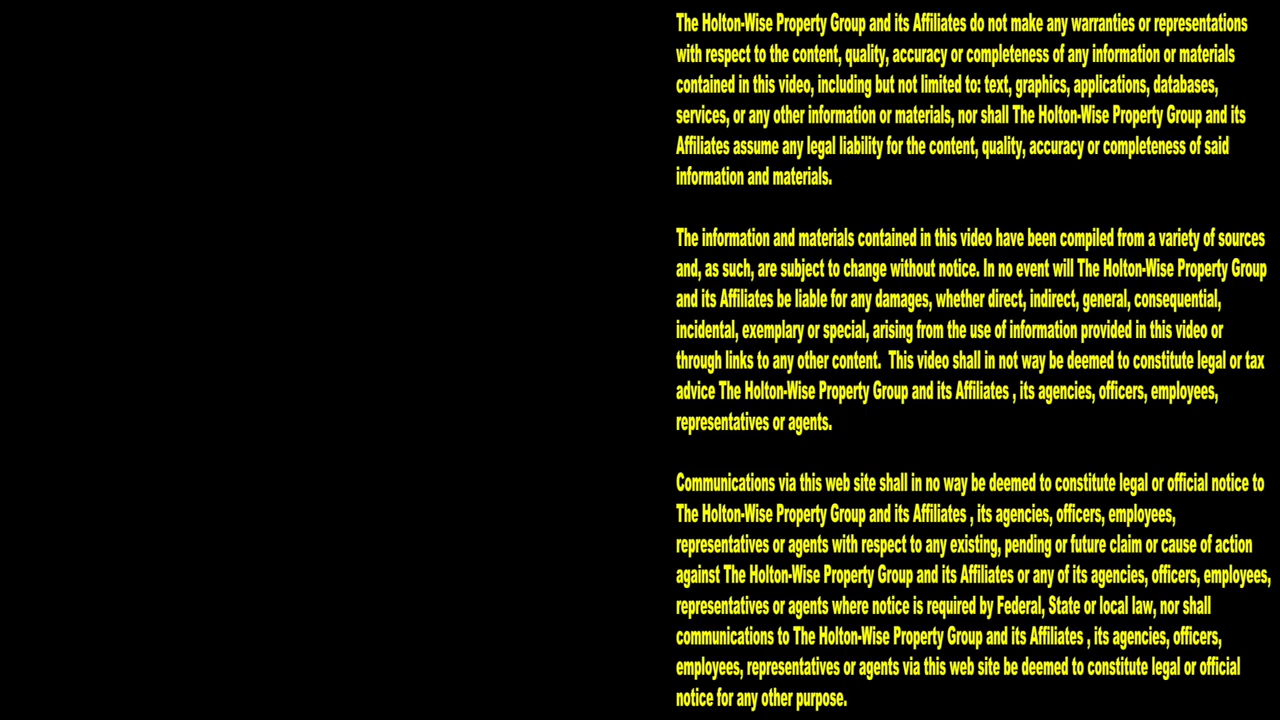 The Holton-Wise Property Group and its Affiliates do not make any warranties or representations
with respect to the content, quality, accuracy or completeness of any information or materials
contained in this video, including but not limited to: text, graphics, applications, databases,
services, or any other information or materials, nor shall The Holton-Wise Property Group and its
Affiliates assume any legal liability for the content, quality, accuracy or completeness of said
information and materials.
The information and materials contained in this video have been compiled from a variety of sources
and, as such, are subject to change without notice. In no event will The Holton-Wise Property Group
and its Affiliates be liable for any damages, whether direct, indirect, general, consequential,
incidental, exemplary or special, arising from the use of information provided in this video or
through links to any other content.  This video shall in not way be deemed to constitute legal or tax
advice The Holton-Wise Property Group and its Affiliates , its agencies, officers, employees,
representatives or agents.
Communications via this web site shall in no way be deemed to constitute legal or official notice to
The Holton-Wise Property Group and its Affiliates , its agencies, officers, employees,
representatives or agents with respect to any existing, pending or future claim or cause of action
against The Holton-Wise Property Group and its Affiliates or any of its agencies, officers, employees,
representatives or agents where notice is required by Federal, State or local law, nor shall
communications to The Holton-Wise Property Group and its Affiliates , its agencies, officers,
employees, representatives or agents via this web site be deemed to constitute legal or official
notice for any other purpose.